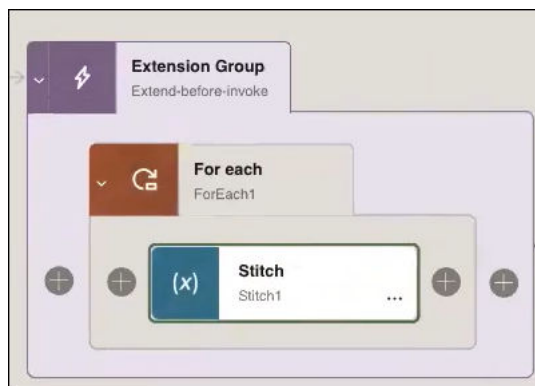 Extension Group
Extend-before-invoke
For each
ForEach1
(x)
Stitch
Stitch1
...